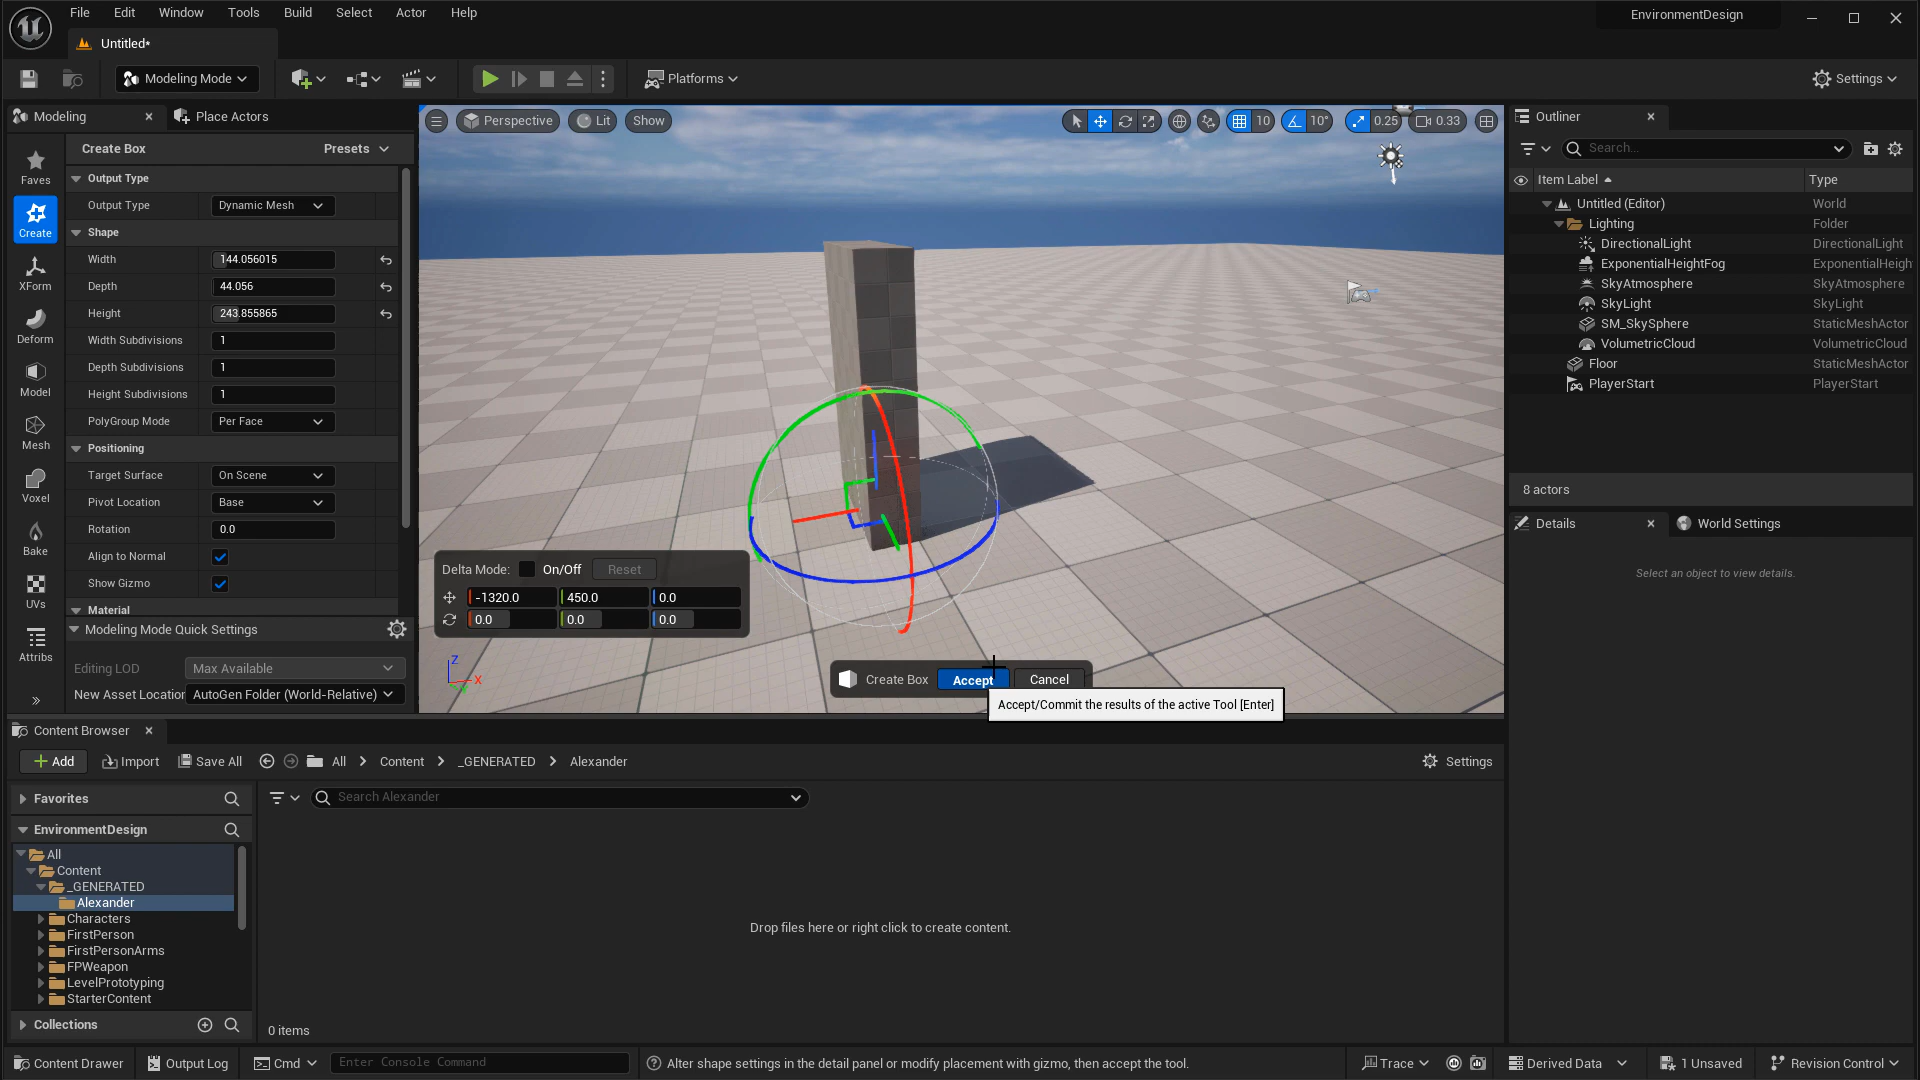 File Edit Window Tools Build Select Actor Help
EnvironmentDesign
Untitled*
Modeling Mode
Platforms
Settings
Modeling
Place Actors
Create Box
Presets
Faves
Create
XForm
Deform
Model
Mesh
Voxel
Bake
UVs
Attribs
Output Type
Output Type Dynamic Mesh
Shape
Width 144.056015
Depth 44.056
Height 243.855865
Width Subdivisions 1
Depth Subdivisions 1
Height Subdivisions 1
PolyGroup Mode Per Face
Positioning
Target Surface On Scene
Pivot Location Base
Rotation 0.0
Align to Normal
Show Gizmo
Material
Modeling Mode Quick Settings
Editing LOD Max Available
New Asset Location AutoGen Folder (World-Relative)
Perspective Lit Show
10 10° 0.25 0.33
Delta Mode: On/Off Reset
-1320.0 450.0 0.0
0.0 0.0 0.0
Z
X
Create Box Accept Cancel
Accept/Commit the results of the active Tool [Enter]
Outliner
Search...
Item Label Type
Untitled (Editor) World
Lighting Folder
DirectionalLight DirectionalLight
ExponentialHeightFog ExponentialHeigh
SkyAtmosphere SkyAtmosphere
SkyLight SkyLight
SM_SkySphere StaticMeshActor
VolumetricCloud VolumetricCloud
Floor StaticMeshActor
PlayerStart PlayerStart
8 actors
Details
World Settings
Select an object to view details.
Content Browser
Add Import Save All All Content _GENERATED Alexander
Settings
Favorites
Search Alexander
EnvironmentDesign
All
Content
_GENERATED
Alexander
Characters
FirstPerson
FirstPersonArms
FPWeapon
LevelPrototyping
StarterContent
Collections
Drop files here or right click to create content.
0 items
Content Drawer Output Log Cmd Enter Console Command
Alter shape settings in the detail panel or modify placement with gizmo, then accept the tool.
Trace Derived Data 1 Unsaved Revision Control